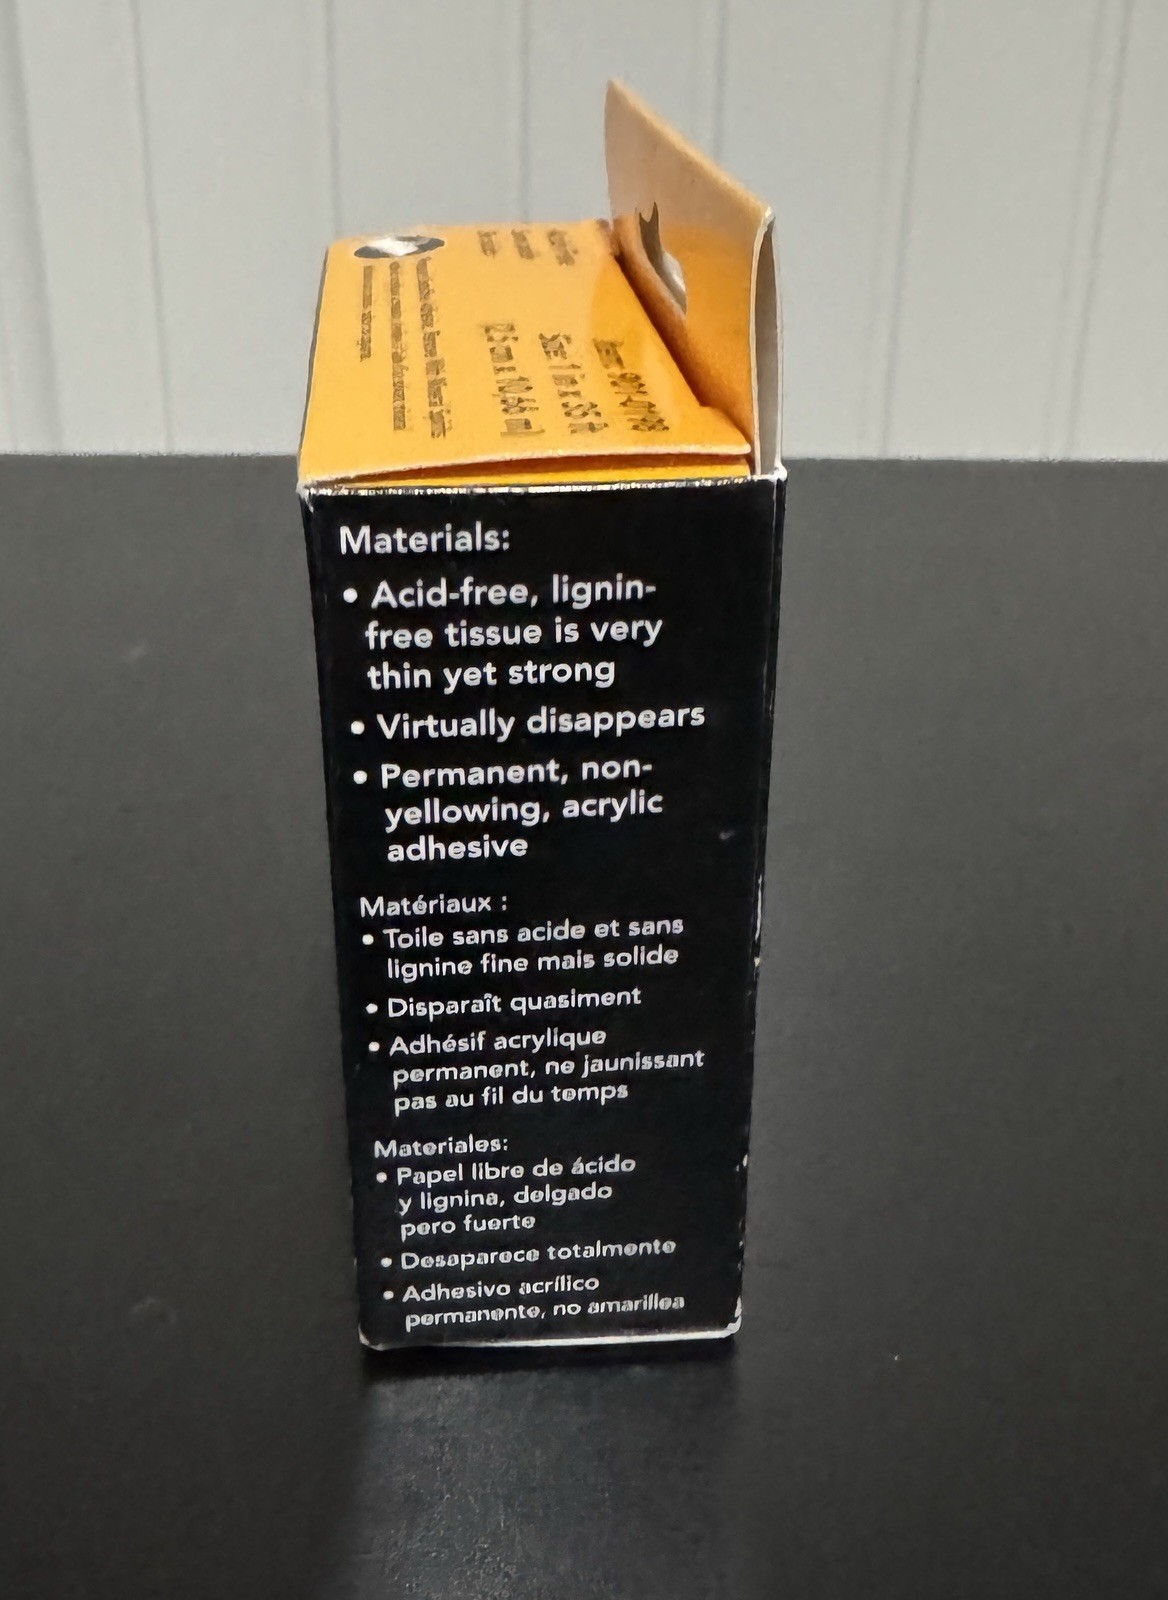 Materials:
• Acid-free, lignin-
free tissue is very
thin yet strong
• Virtually disappears
• Permanent, non-
yellowing, acrylic
adhesive
Matériaux :
• Toile sans acide et sans
lignine fine mais solide
• Disparaît quasiment
• Adhésif acrylique
permanent, ne jaunissant
pas au fil du temps
Materiales:
• Papel libre de ácido
y lignina, delgado
pero fuerte
• Desaparece totalmente
• Adhesivo acrílico
permanente, no amarillea